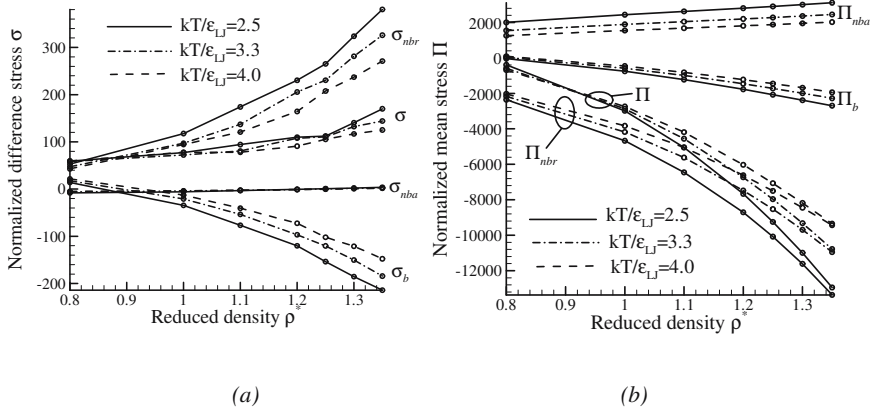 (a)
(b)
Normalized difference stress σ
300
200
100
0
-100
-200
kT/ε_LJ=2.5
kT/ε_LJ=3.3
kT/ε_LJ=4.0
σ_nbr
σ
σ_nba
σ_b
0.8 0.9 1 1.1 1.2 1.3
Reduced density ρ*
Normalized mean stress Π
2000
0
-2000
-4000
-6000
-8000
-10000
-12000
Π_nba
Π_b
Π
Π_nbr
kT/ε_LJ=2.5
kT/ε_LJ=3.3
kT/ε_LJ=4.0
0.8 0.9 1 1.1 1.2 1.3
Reduced density ρ*
(a)
(b)